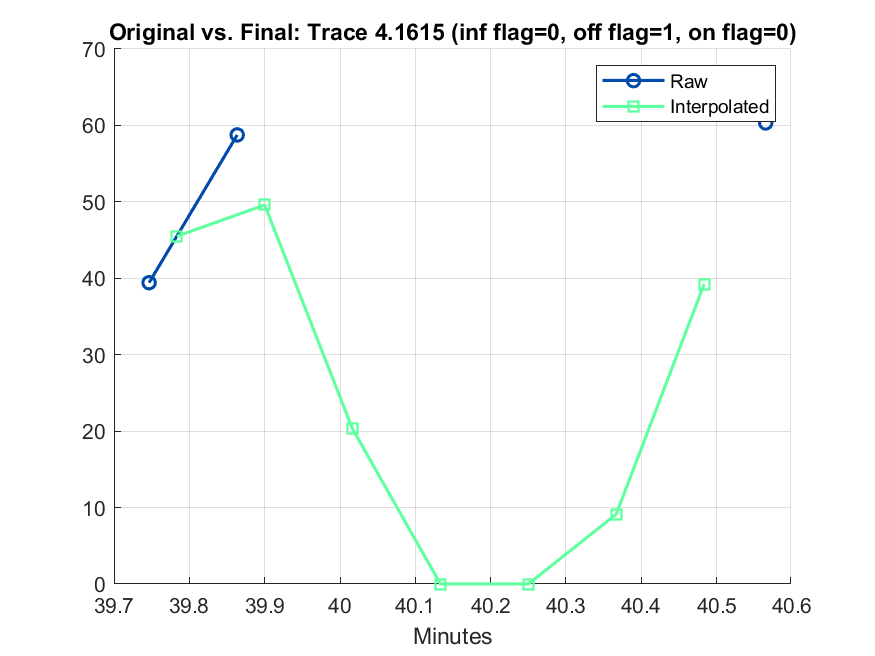 Original vs. Final: Trace 4.1615 (inf flag=0, off flag=1, on flag=0)
70
60
50
40
30
20
10
0
Raw
Interpolated
39.7 39.8 39.9 40 40.1 40.2 40.3 40.4 40.5 40.6
Minutes